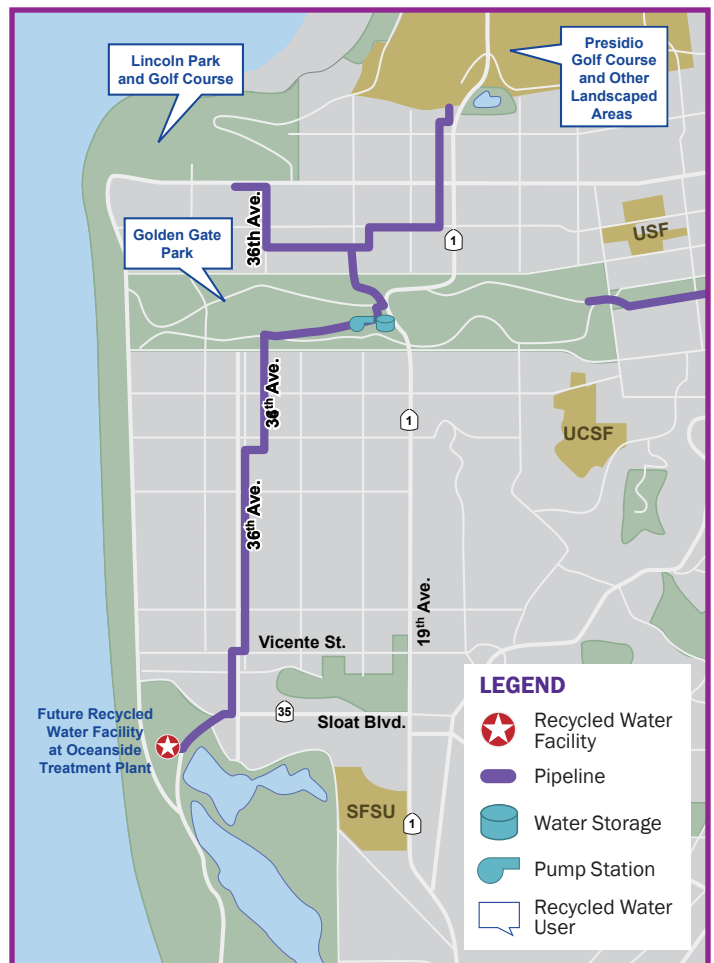 Lincoln Park
and Golf Course
Presidio
Golf Course
and Other
Landscaped
Areas
36th Ave.
Golden Gate
Park
1
USF
36th Ave.
1
UCSF
36th Ave.
19th Ave.
Vicente St.
35
Sloat Blvd.
Future Recycled
Water Facility
at Oceanside
Treatment Plant
SFSU
1
LEGEND
Recycled Water
Facility
Pipeline
Water Storage
Pump Station
Recycled Water
User